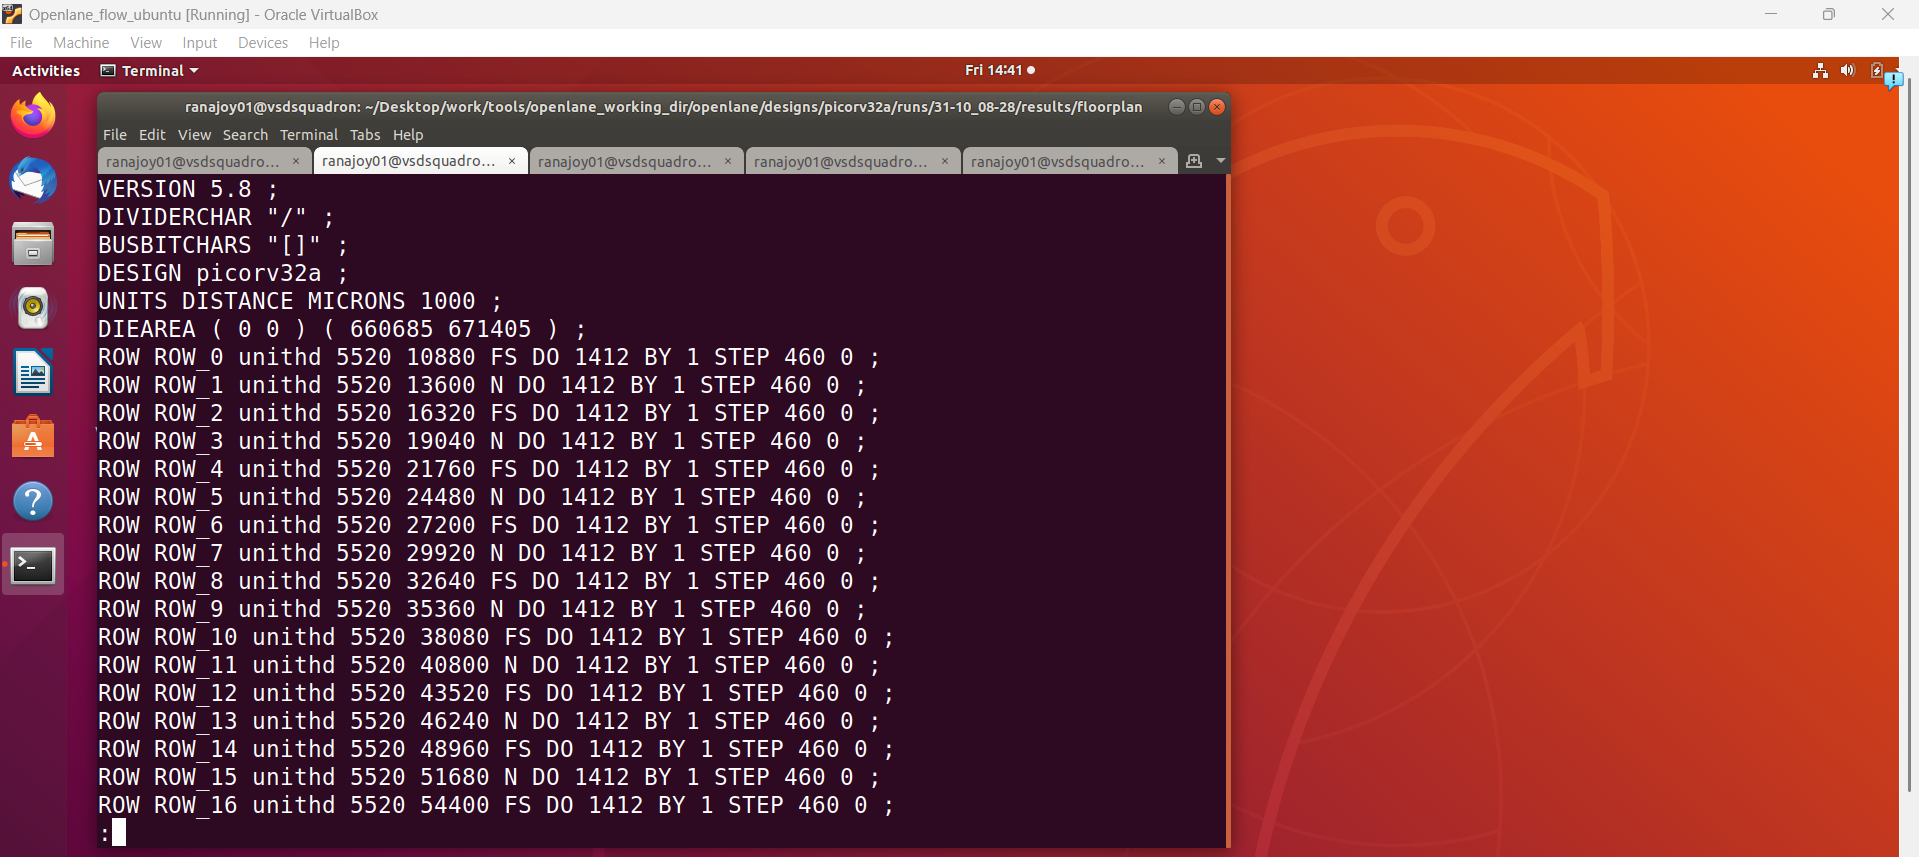 Openlane_flow_ubuntu [Running] - Oracle VirtualBox
File Machine View Input Devices Help
Activities Terminal Fri 14:41
ranajoy01@vsdsquadron: ~/Desktop/work/tools/openlane_working_dir/openlane/designs/picorv32a/runs/31-10_08-28/results/floorplan
File Edit View Search Terminal Tabs Help
ranajoy01@vsdsquadro... × ranajoy01@vsdsquadro... × ranajoy01@vsdsquadro... × ranajoy01@vsdsquadro... × ranajoy01@vsdsquadro... ×
VERSION 5.8 ;
DIVIDERCHAR "/" ;
BUSBITCHARS "[]" ;
DESIGN picorv32a ;
UNITS DISTANCE MICRONS 1000 ;
DIEAREA ( 0 0 ) ( 660685 671405 ) ;
ROW ROW_0 unithd 5520 10880 FS DO 1412 BY 1 STEP 460 0 ;
ROW ROW_1 unithd 5520 13600 N DO 1412 BY 1 STEP 460 0 ;
ROW ROW_2 unithd 5520 16320 FS DO 1412 BY 1 STEP 460 0 ;
ROW ROW_3 unithd 5520 19040 N DO 1412 BY 1 STEP 460 0 ;
ROW ROW_4 unithd 5520 21760 FS DO 1412 BY 1 STEP 460 0 ;
ROW ROW_5 unithd 5520 24480 N DO 1412 BY 1 STEP 460 0 ;
ROW ROW_6 unithd 5520 27200 FS DO 1412 BY 1 STEP 460 0 ;
ROW ROW_7 unithd 5520 29920 N DO 1412 BY 1 STEP 460 0 ;
ROW ROW_8 unithd 5520 32640 FS DO 1412 BY 1 STEP 460 0 ;
ROW ROW_9 unithd 5520 35360 N DO 1412 BY 1 STEP 460 0 ;
ROW ROW_10 unithd 5520 38080 FS DO 1412 BY 1 STEP 460 0 ;
ROW ROW_11 unithd 5520 40800 N DO 1412 BY 1 STEP 460 0 ;
ROW ROW_12 unithd 5520 43520 FS DO 1412 BY 1 STEP 460 0 ;
ROW ROW_13 unithd 5520 46240 N DO 1412 BY 1 STEP 460 0 ;
ROW ROW_14 unithd 5520 48960 FS DO 1412 BY 1 STEP 460 0 ;
ROW ROW_15 unithd 5520 51680 N DO 1412 BY 1 STEP 460 0 ;
ROW ROW_16 unithd 5520 54400 FS DO 1412 BY 1 STEP 460 0 ;
: